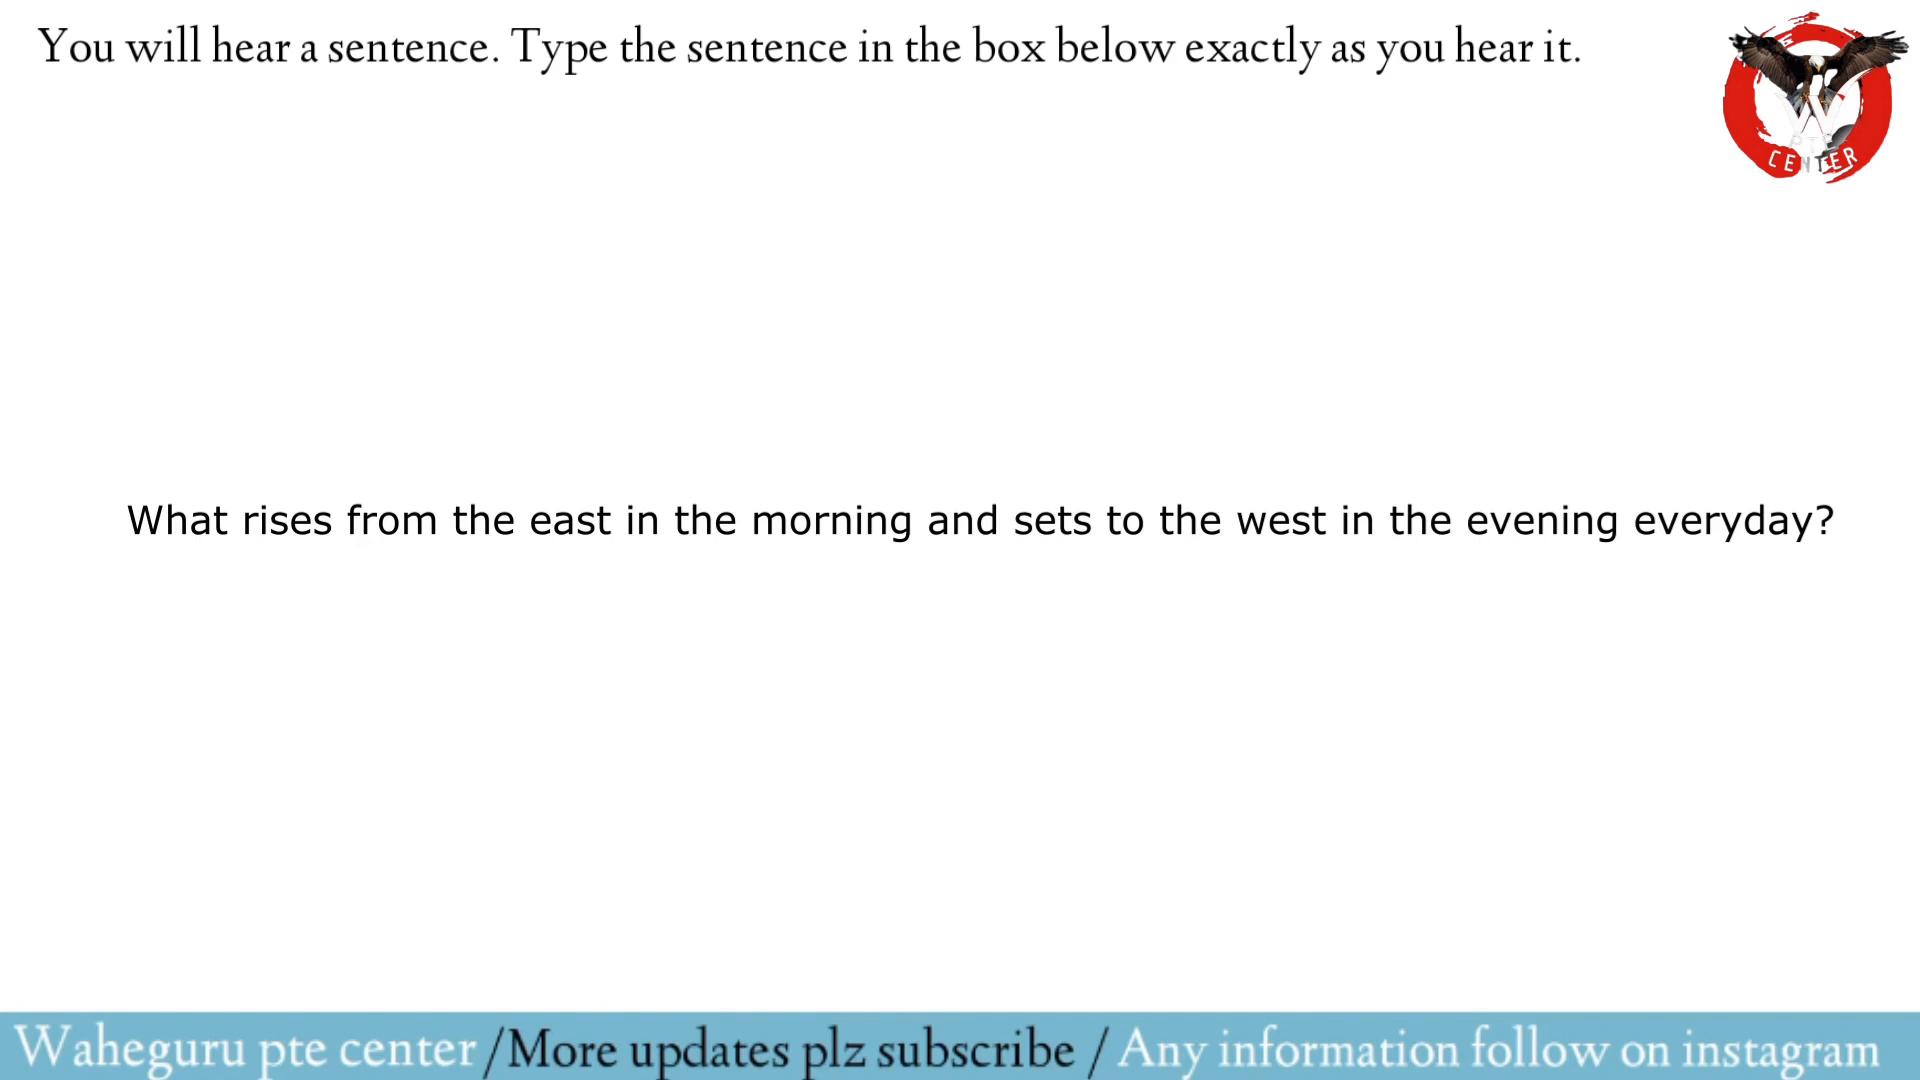 You will hear a sentence. Type the sentence in the box below exactly as you hear it.
W
PTE
CENTER
What rises from the east in the morning and sets to the west in the evening everyday?
Waheguru pte center /More updates plz subscribe / Any information follow on instagram